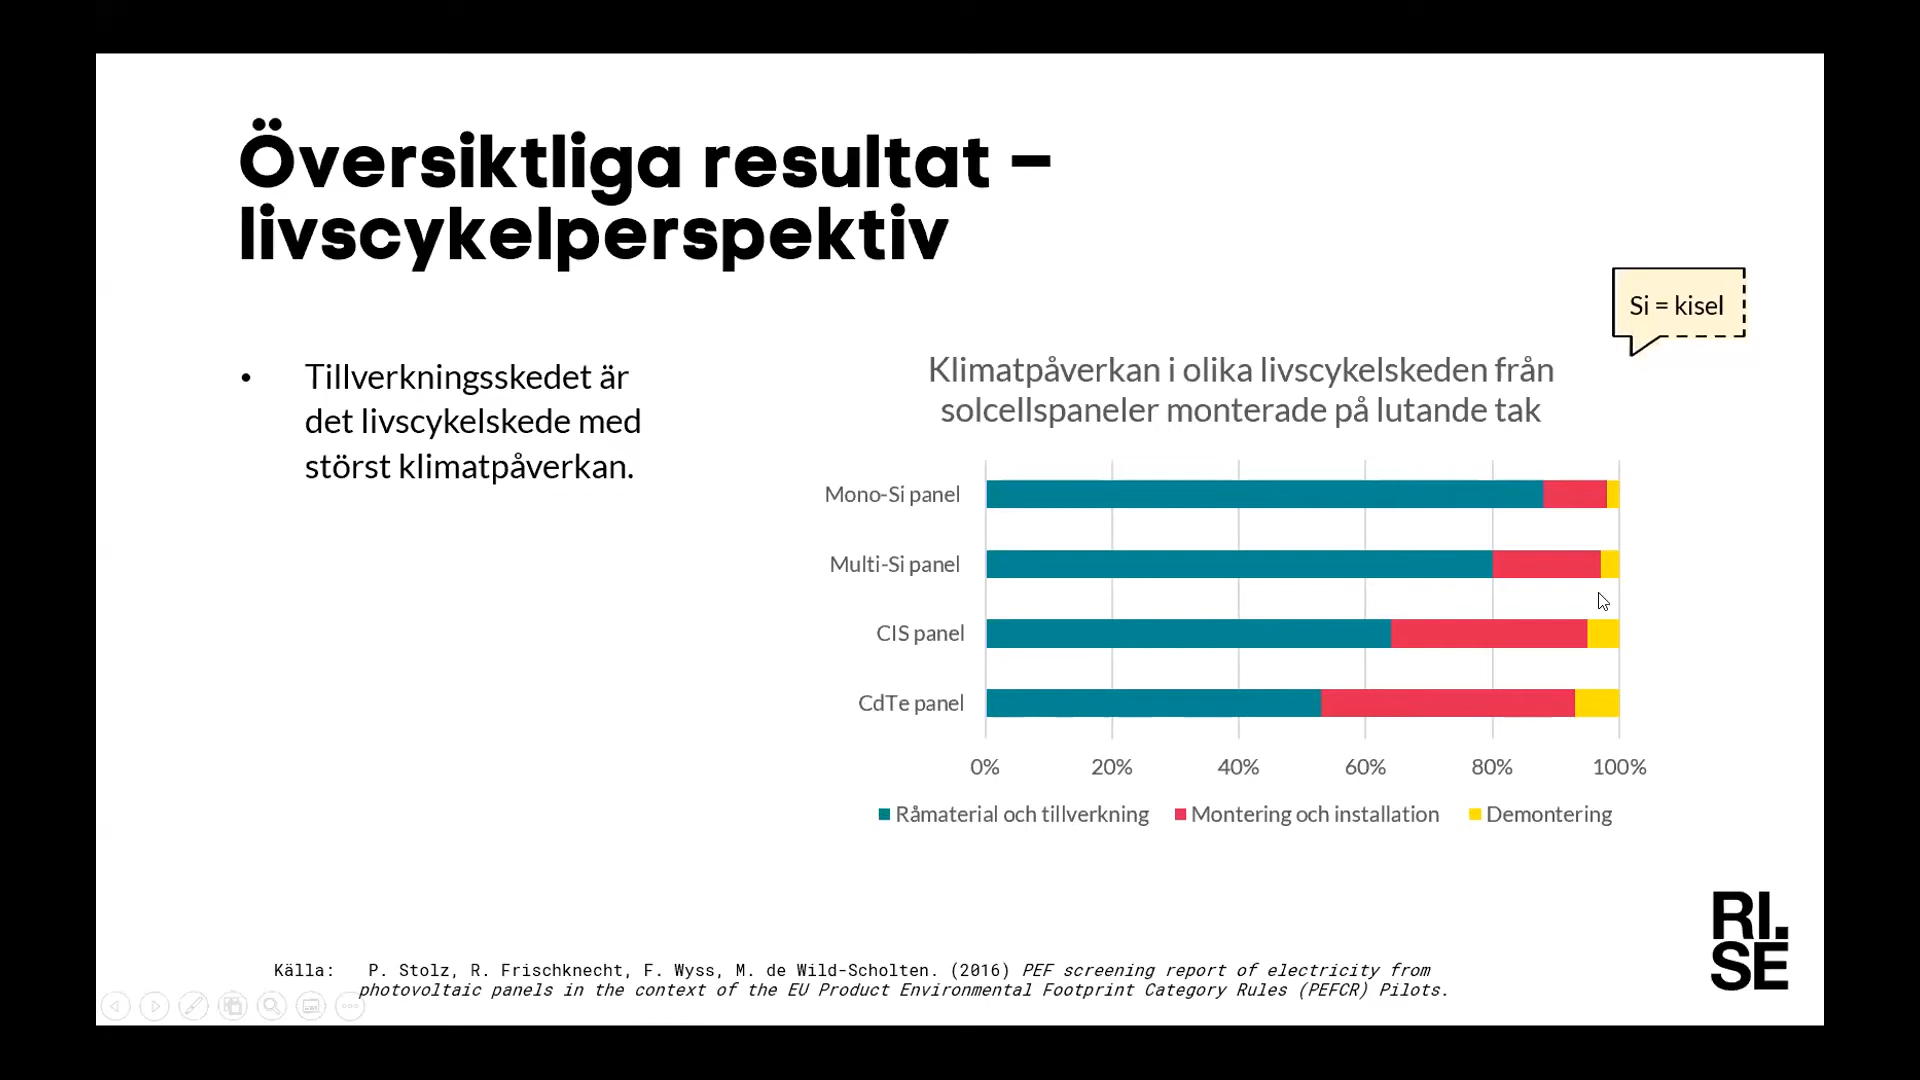 Översiktliga resultat –
livscykelperspektiv
Si = kisel
• Tillverkningsskedet är
det livscykelskede med
störst klimatpåverkan.
Klimatpåverkan i olika livscykelskeden från
solcellspaneler monterade på lutande tak
Mono-Si panel
Multi-Si panel
CIS panel
CdTe panel
0% 20% 40% 60% 80% 100%
Råmaterial och tillverkning Montering och installation Demontering
RI.
SE
Källa: P. Stolz, R. Frischknecht, F. Wyss, M. de Wild-Scholten. (2016) PEF screening report of electricity from
photovoltaic panels in the context of the EU Product Environmental Footprint Category Rules (PEFCR) Pilots.